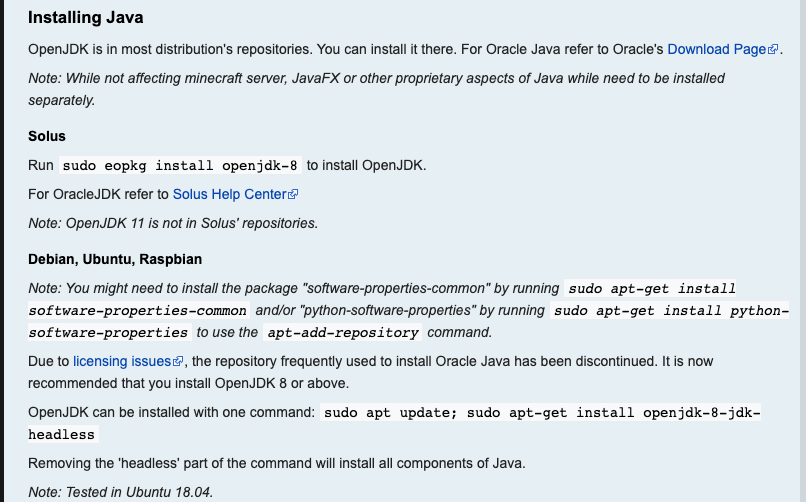 Installing Java
OpenJDK is in most distribution's repositories. You can install it there. For Oracle Java refer to Oracle's Download Page.
Note: While not affecting minecraft server, JavaFX or other proprietary aspects of Java while need to be installed
separately.
Solus
Run sudo eopkg install openjdk-8 to install OpenJDK.
For OracleJDK refer to Solus Help Center
Note: OpenJDK 11 is not in Solus' repositories.
Debian, Ubuntu, Raspbian
Note: You might need to install the package "software-properties-common" by running sudo apt-get install
software-properties-common and/or "python-software-properties" by running sudo apt-get install python-
software-properties to use the apt-add-repository command.
Due to licensing issues, the repository frequently used to install Oracle Java has been discontinued. It is now
recommended that you install OpenJDK 8 or above.
OpenJDK can be installed with one command: sudo apt update; sudo apt-get install openjdk-8-jdk-
headless
Removing the 'headless' part of the command will install all components of Java.
Note: Tested in Ubuntu 18.04.